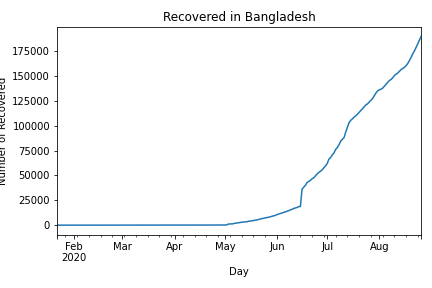 Recovered in Bangladesh
Number of Recovered
175000
150000
125000
100000
75000
50000
25000
0
Feb Mar Apr May Jun Jul Aug
2020
Day